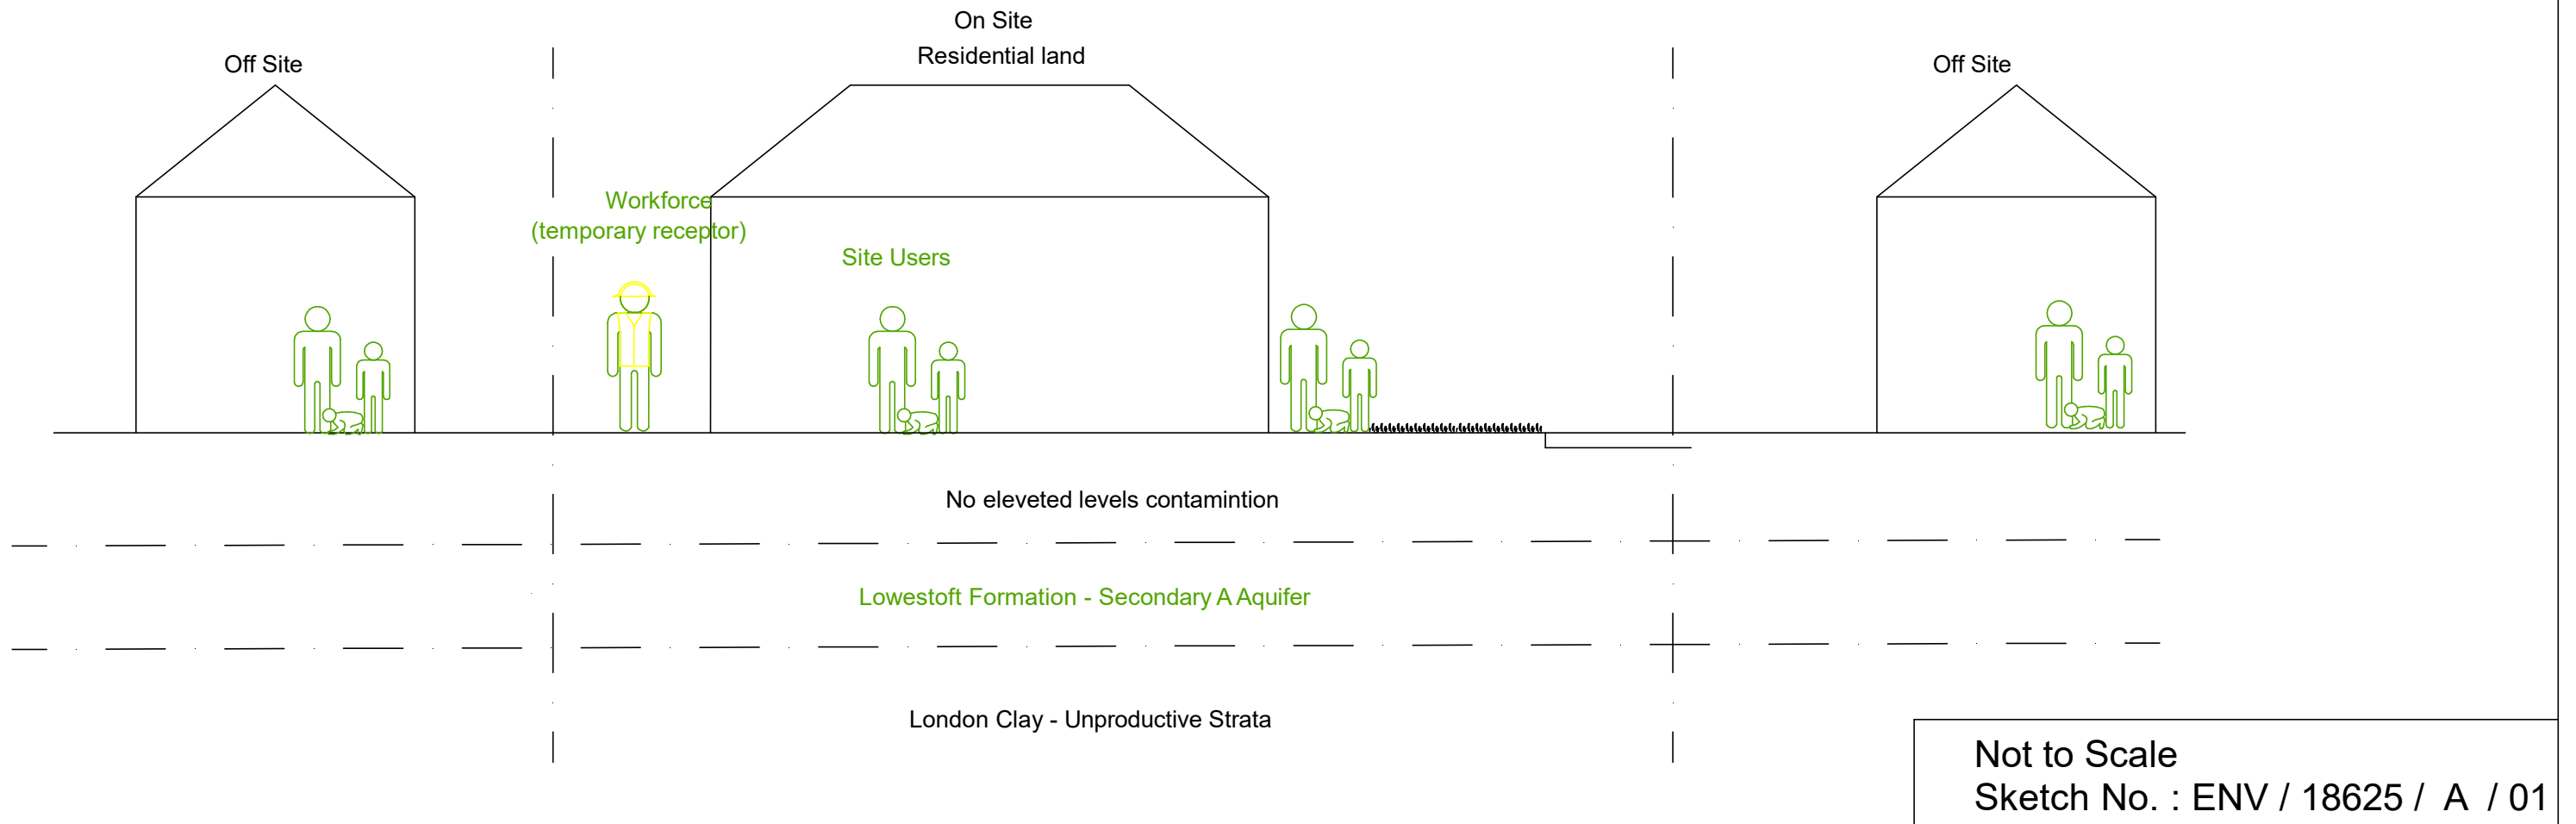 On Site
Residential land
Off Site
Off Site
Workforce
(temporary receptor)
Site Users
No eleveted levels contamintion
Lowestoft Formation - Secondary A Aquifer
London Clay - Unproductive Strata
Not to Scale
Sketch No. : ENV / 18625 / A / 01